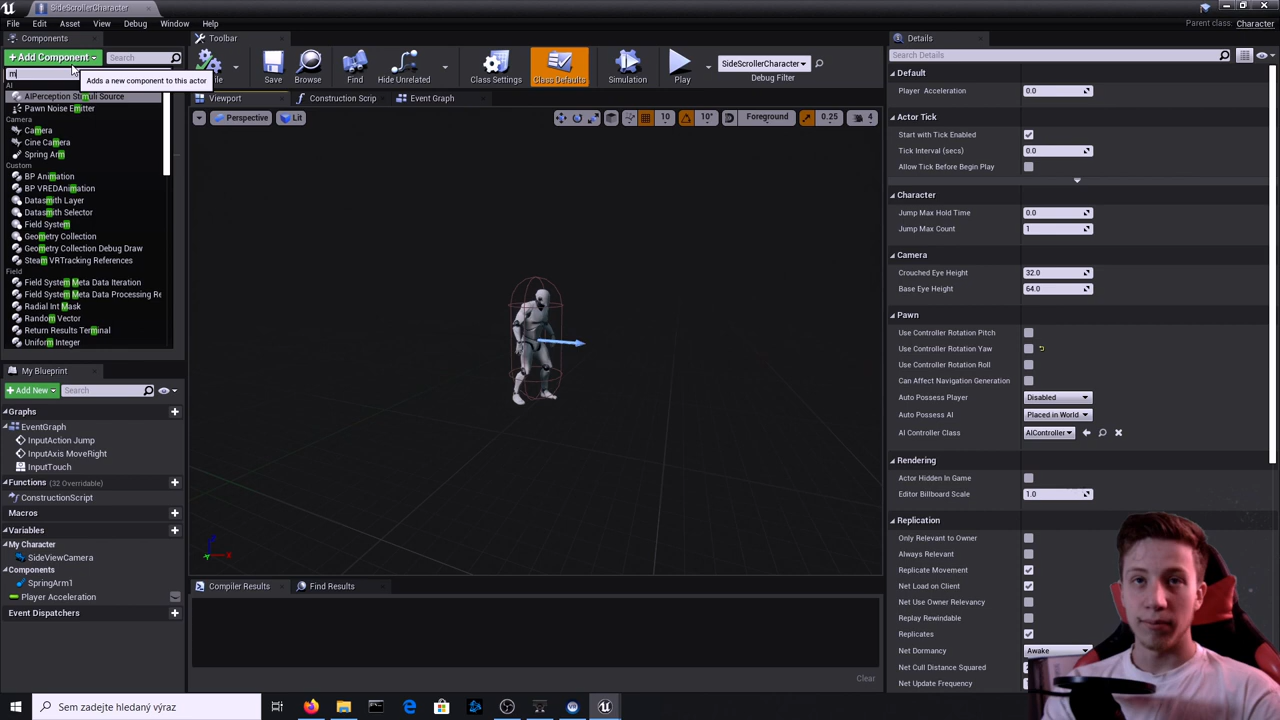 SideScrollerCharacter
File Edit Asset View Debug Window Help
Parent class: Character
Components
+Add Component
Search
m
Adds a new component to this actor
AI
AIPerception Stimuli Source
Pawn Noise Emitter
Camera
Camera
Cine Camera
Spring Arm
Custom
BP Animation
BP VREDAnimation
Datasmith Layer
Datasmith Selector
Field System
Geometry Collection
Geometry Collection Debug Draw
Steam VRTracking References
Field
Field System Meta Data Iteration
Field System Meta Data Processing Re
Radial Int Mask
Random Vector
Return Results Terminal
Uniform Integer
My Blueprint
+Add New
Search
Graphs
EventGraph
InputAction Jump
InputAxis MoveRight
InputTouch
Functions (32 Overridable)
ConstructionScript
Macros
Variables
My Character
SideViewCamera
Components
SpringArm1
Player Acceleration
Event Dispatchers
Toolbar
Save Browse Find Hide Unrelated Class Settings Class Defaults Simulation Play
SideScrollerCharacter
Debug Filter
Viewport Construction Scrip Event Graph
Perspective Lit
10 10° Foreground 0.25 4
Compiler Results Find Results
Clear
Details
Search Details
Default
Player Acceleration 0.0
Actor Tick
Start with Tick Enabled
Tick Interval (secs) 0.0
Allow Tick Before Begin Play
Character
Jump Max Hold Time 0.0
Jump Max Count 1
Camera
Crouched Eye Height 32.0
Base Eye Height 64.0
Pawn
Use Controller Rotation Pitch
Use Controller Rotation Yaw
Use Controller Rotation Roll
Can Affect Navigation Generation
Auto Possess Player Disabled
Auto Possess AI Placed in World
AI Controller Class AIController
Rendering
Actor Hidden In Game
Editor Billboard Scale 1.0
Replication
Only Relevant to Owner
Always Relevant
Replicate Movement
Net Load on Client
Net Use Owner Relevancy
Replay Rewindable
Replicates
Net Dormancy Awake
Net Cull Distance Squared
Net Update Frequency
Sem zadejte hledaný výraz